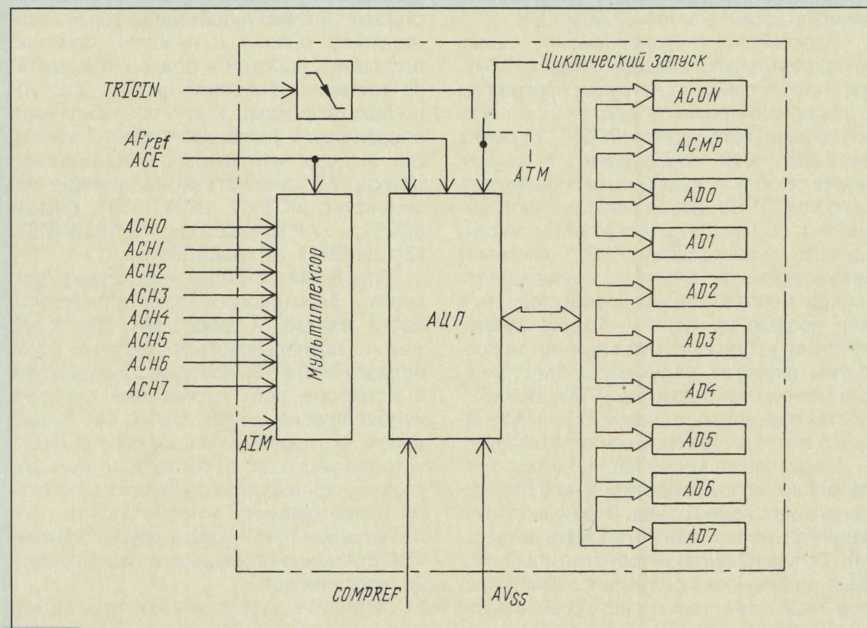 Циклический запуск
TRIGIN
ACON
AFref
ACE
ACMP
ATM
AD0
ACH0
ACH1
AD1
ACH2
AD2
ACH3
Мультиплексор
АЦП
ACH4
AD3
ACH5
ACH6
AD4
ACH7
AD5
AIM
AD6
AD7
COMPREF
AVSS